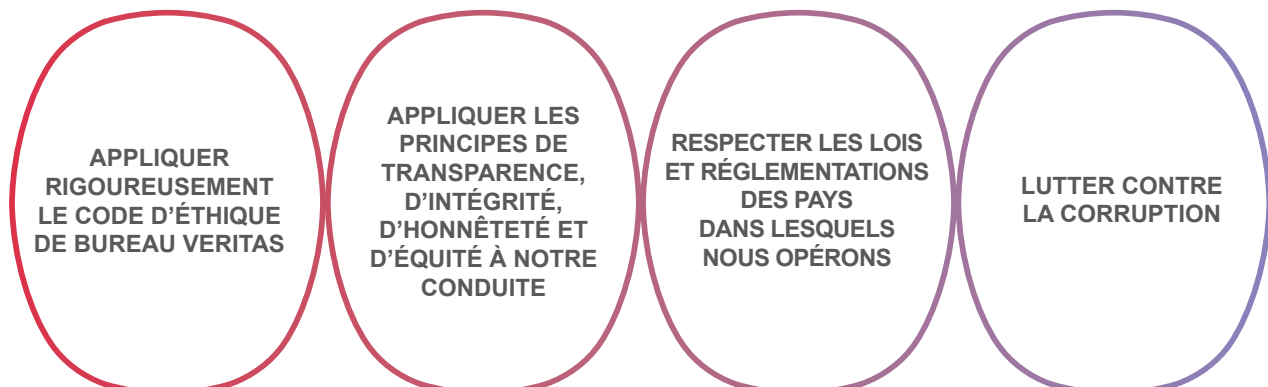 APPLIQUER
RIGOUREUSEMENT
LE CODE D'ÉTHIQUE
DE BUREAU VERITAS
APPLIQUER LES
PRINCIPES DE
TRANSPARENCE,
D'INTÉGRITÉ,
D'HONNÊTETÉ ET
D'ÉQUITÉ À NOTRE
CONDUITE
RESPECTER LES LOIS
ET RÉGLEMENTATIONS
DES PAYS
DANS LESQUELS
NOUS OPÉRONS
LUTTER CONTRE
LA CORRUPTION